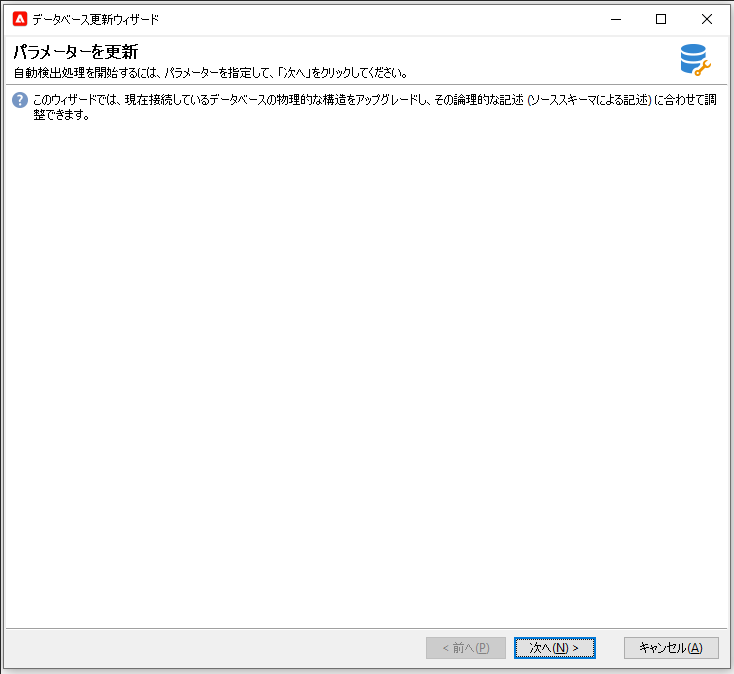 データベース更新ウィザード
パラメーターを更新
自動検出処理を開始するには、パラメーターを指定して、「次へ」をクリックしてください。
? このウィザードでは、現在接続しているデータベースの物理的な構造をアップグレードし、その論理的な記述 (ソーススキーマによる記述) に合わせて調
整できます。
< 前へ(P) 次へ(N) > キャンセル(A)